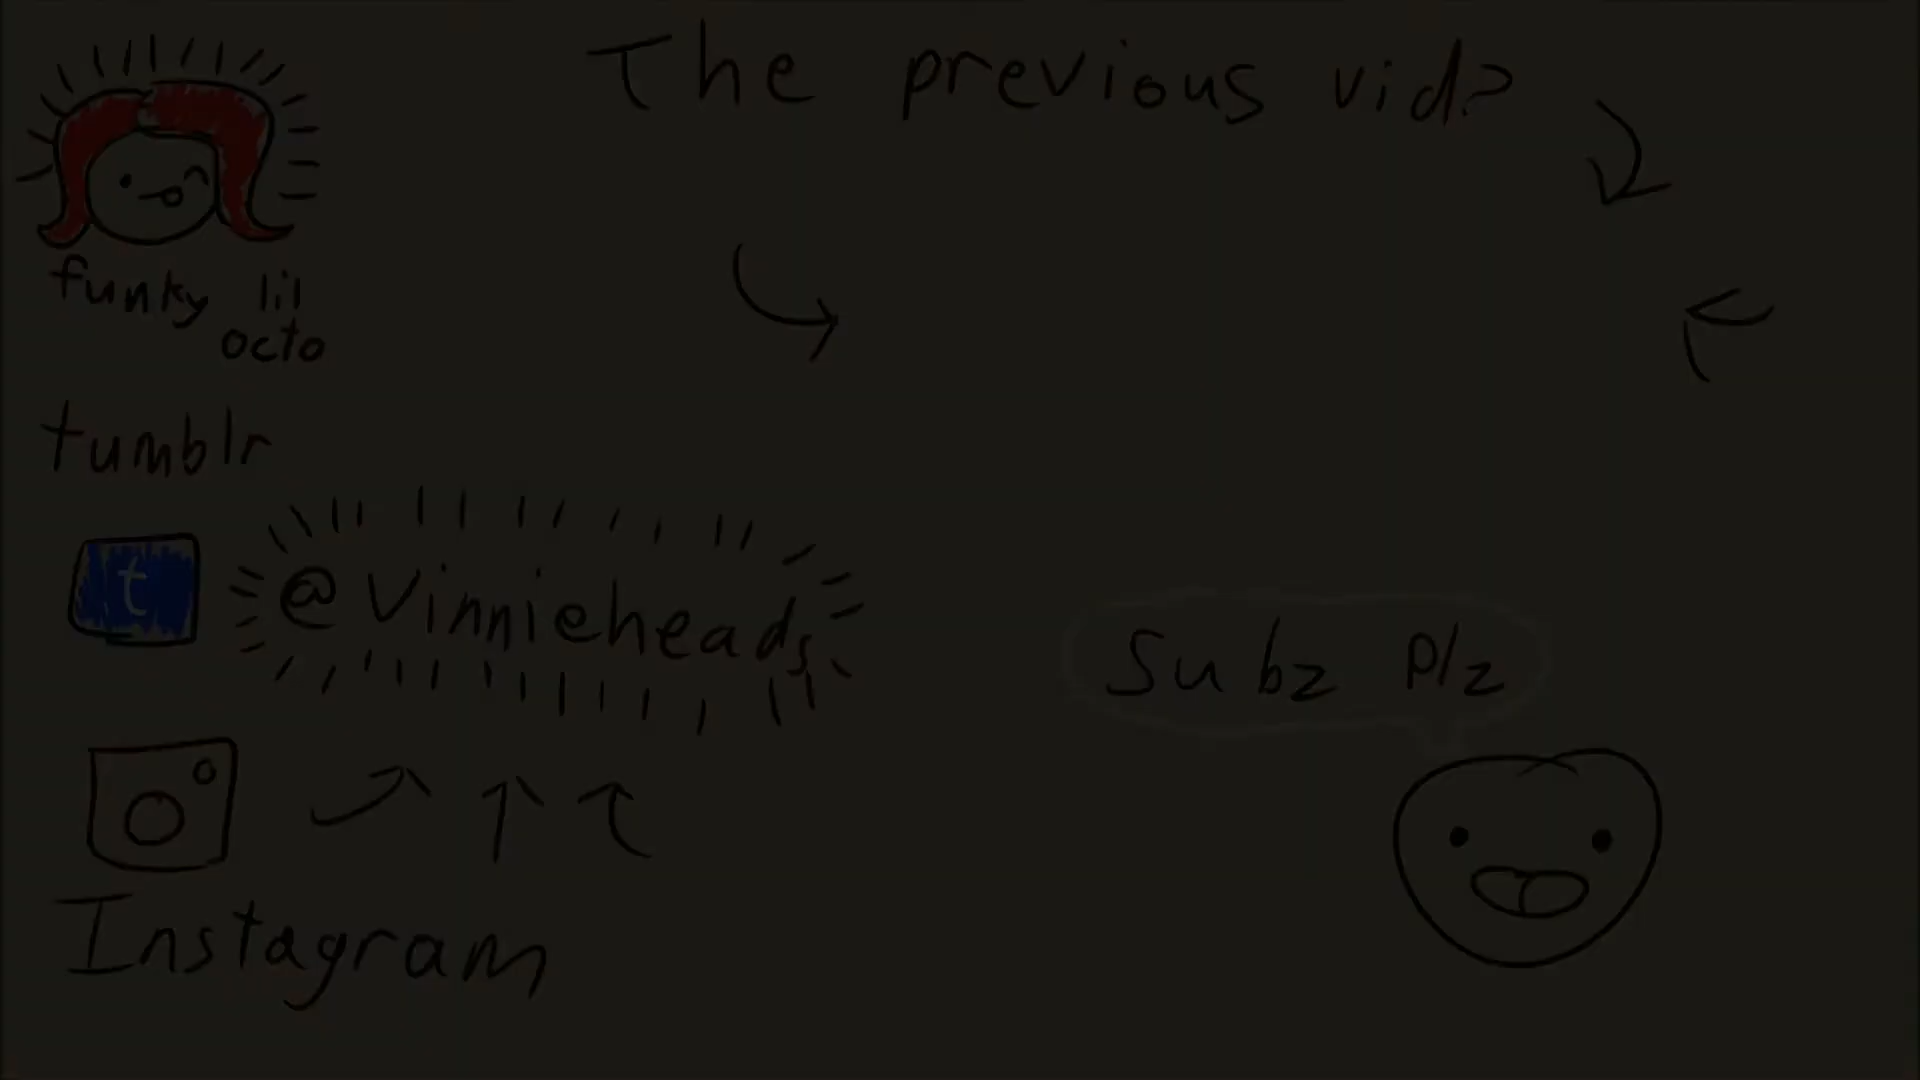 The previous vid?
funky lil
octo
tumblr
t
@Vinnieheads
Subz Plz
Instagram